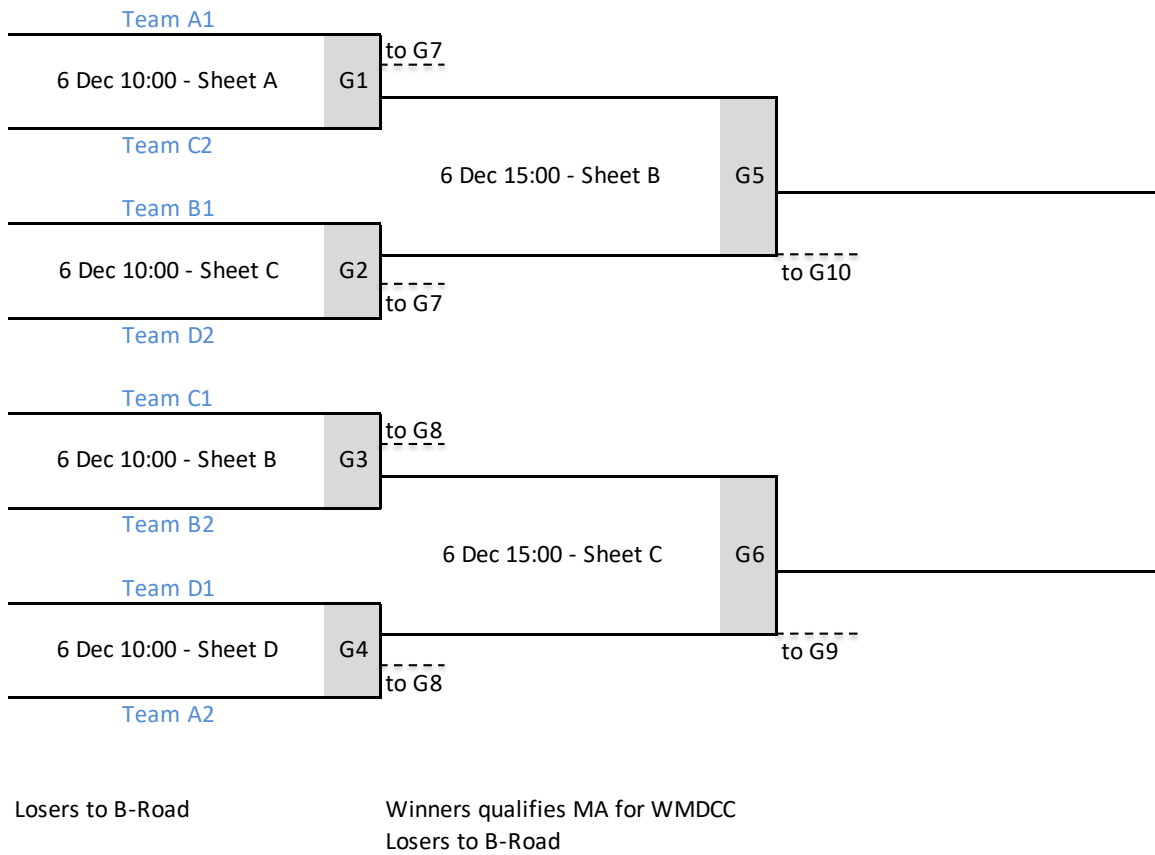 Team A1
to G7
6 Dec 10:00 - Sheet A G1
Team C2
6 Dec 15:00 - Sheet B G5
Team B1
6 Dec 10:00 - Sheet C G2
to G10
to G7
Team D2
Team C1
to G8
6 Dec 10:00 - Sheet B G3
Team B2
6 Dec 15:00 - Sheet C G6
Team D1
6 Dec 10:00 - Sheet D G4
to G9
to G8
Team A2
Losers to B-Road
Winners qualifies MA for WMDCC
Losers to B-Road